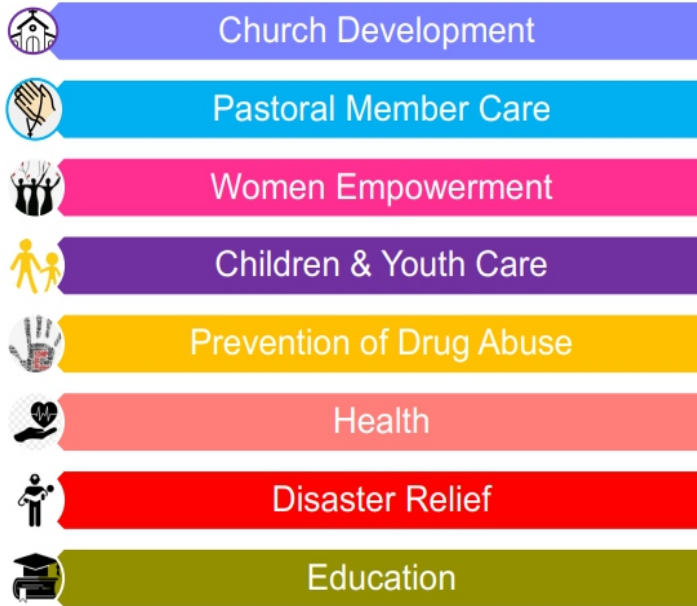 Church Development
Pastoral Member Care
Women Empowerment
Children & Youth Care
Prevention of Drug Abuse
Health
Disaster Relief
Education